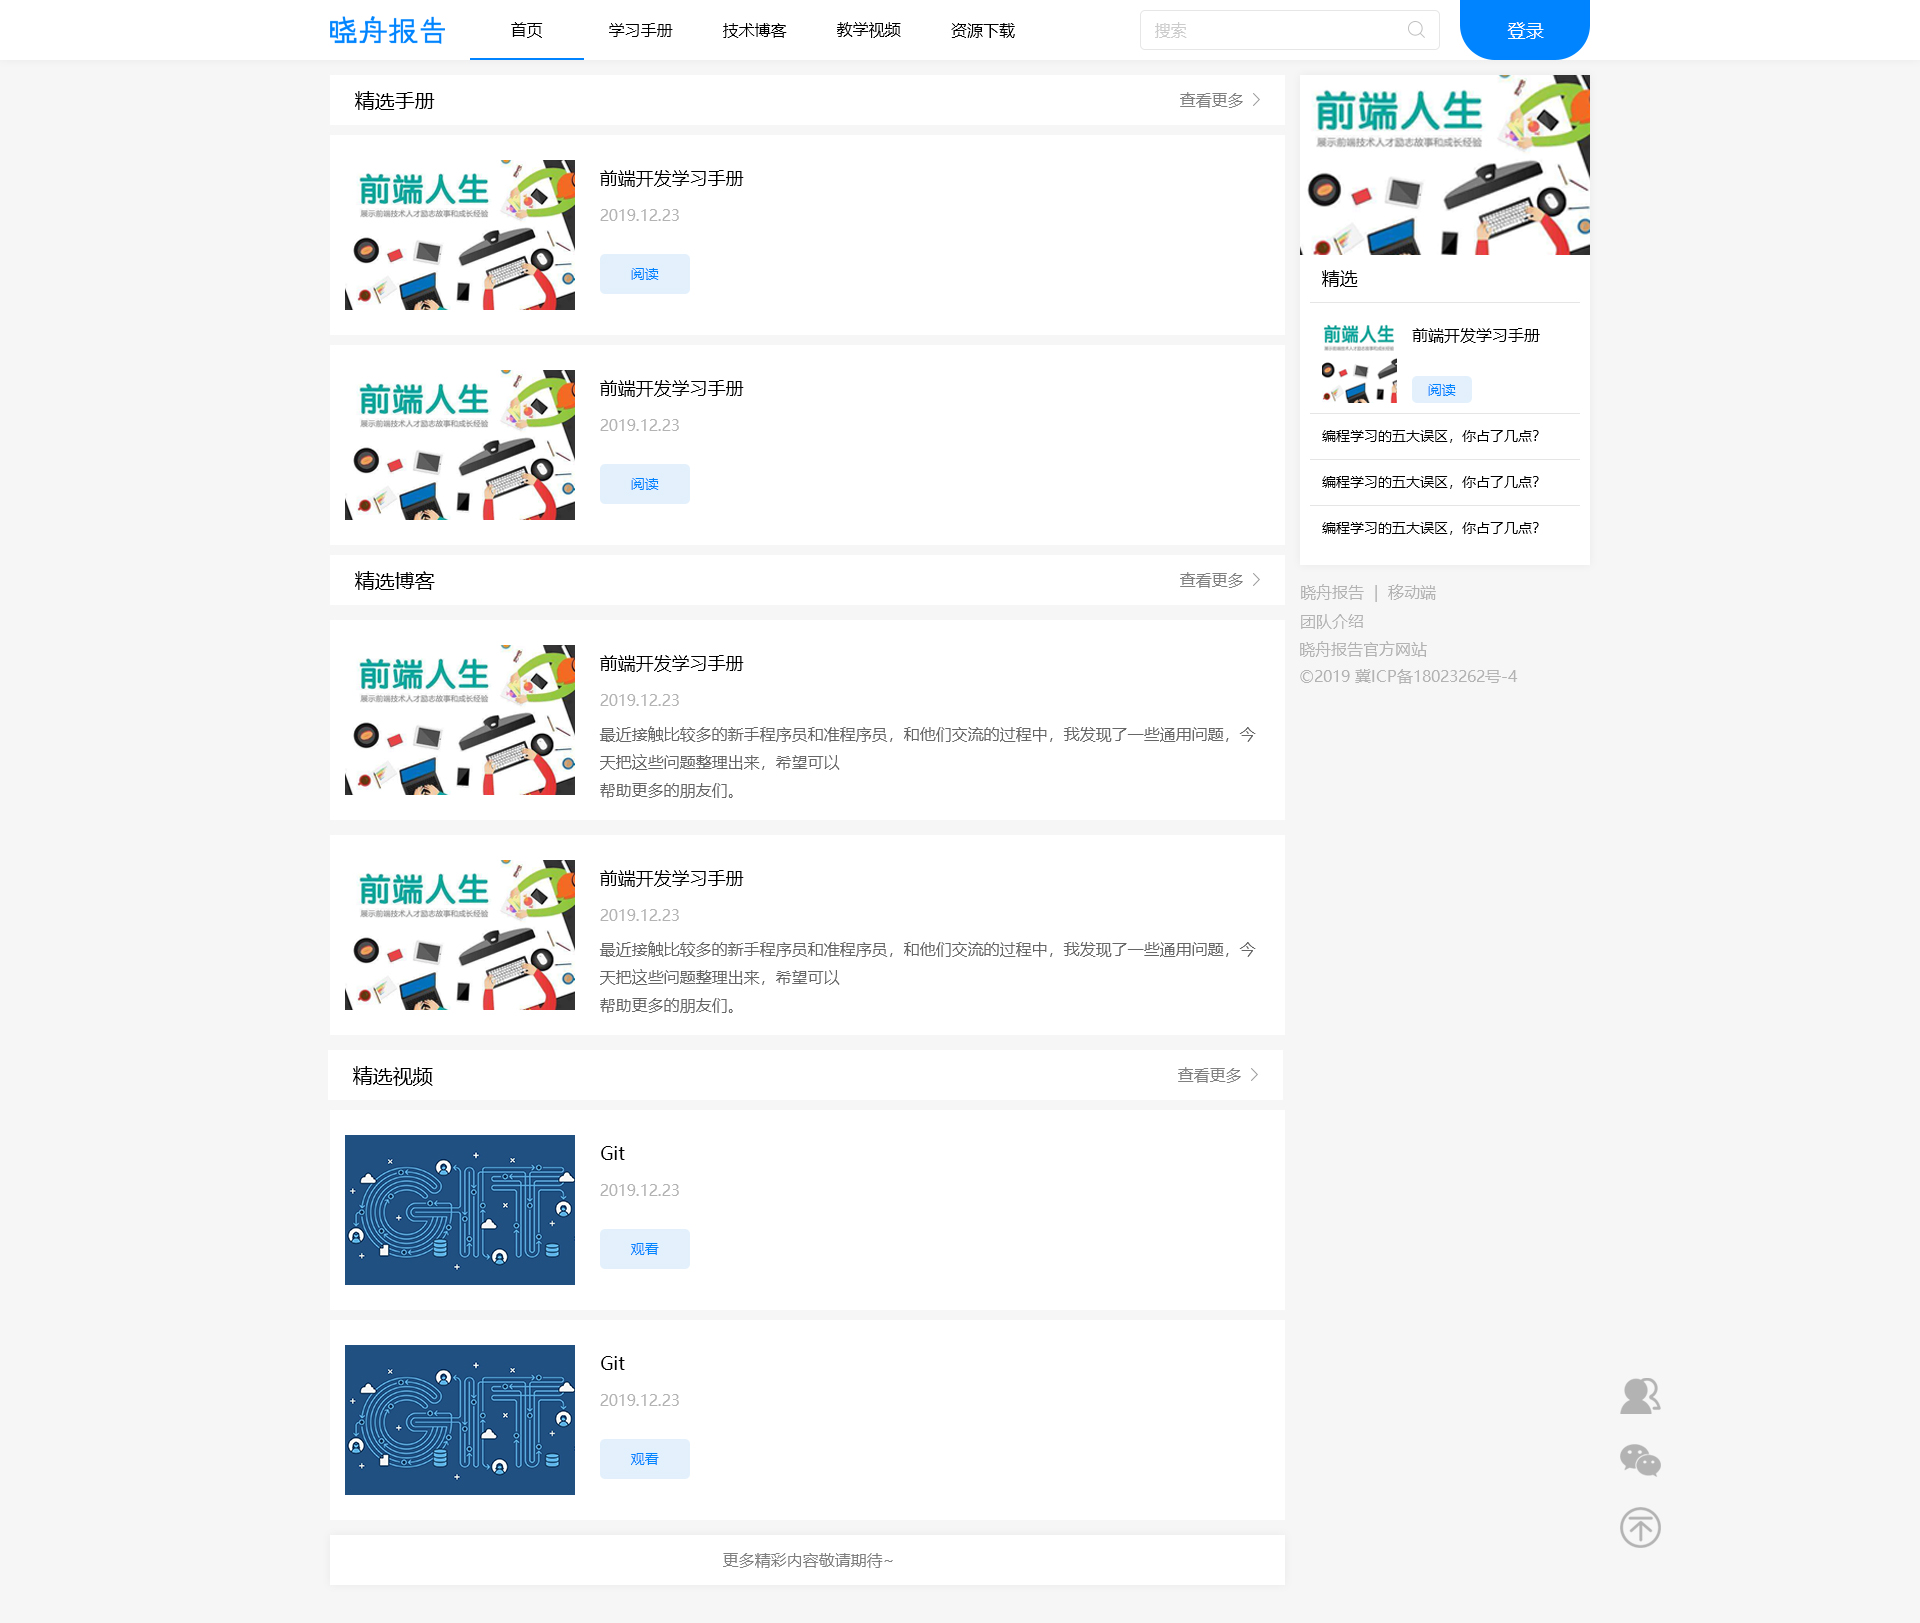 晓舟报告 首页 学习手册 技术博客 教学视频 资源下载 搜索 登录
精选手册 查看更多
前端人生
展示前端技术人才励志故事和成长经验
前端开发学习手册
2019.12.23
阅读
前端人生
展示前端技术人才励志故事和成长经验
前端开发学习手册
2019.12.23
阅读
精选博客 查看更多
前端人生
展示前端技术人才励志故事和成长经验
前端开发学习手册
2019.12.23
最近接触比较多的新手程序员和准程序员，和他们交流的过程中，我发现了一些通用问题，今
天把这些问题整理出来，希望可以
帮助更多的朋友们。
前端人生
展示前端技术人才励志故事和成长经验
前端开发学习手册
2019.12.23
最近接触比较多的新手程序员和准程序员，和他们交流的过程中，我发现了一些通用问题，今
天把这些问题整理出来，希望可以
帮助更多的朋友们。
精选视频 查看更多
GIT
Git
2019.12.23
观看
GIT
Git
2019.12.23
观看
更多精彩内容敬请期待~
前端人生
展示前端技术人才励志故事和成长经验
精选
前端人生
展示前端技术人才励志故事和成长经验
前端开发学习手册
阅读
编程学习的五大误区，你占了几点？
编程学习的五大误区，你占了几点？
编程学习的五大误区，你占了几点？
晓舟报告 | 移动端
团队介绍
晓舟报告官方网站
©2019 冀ICP备18023262号-4